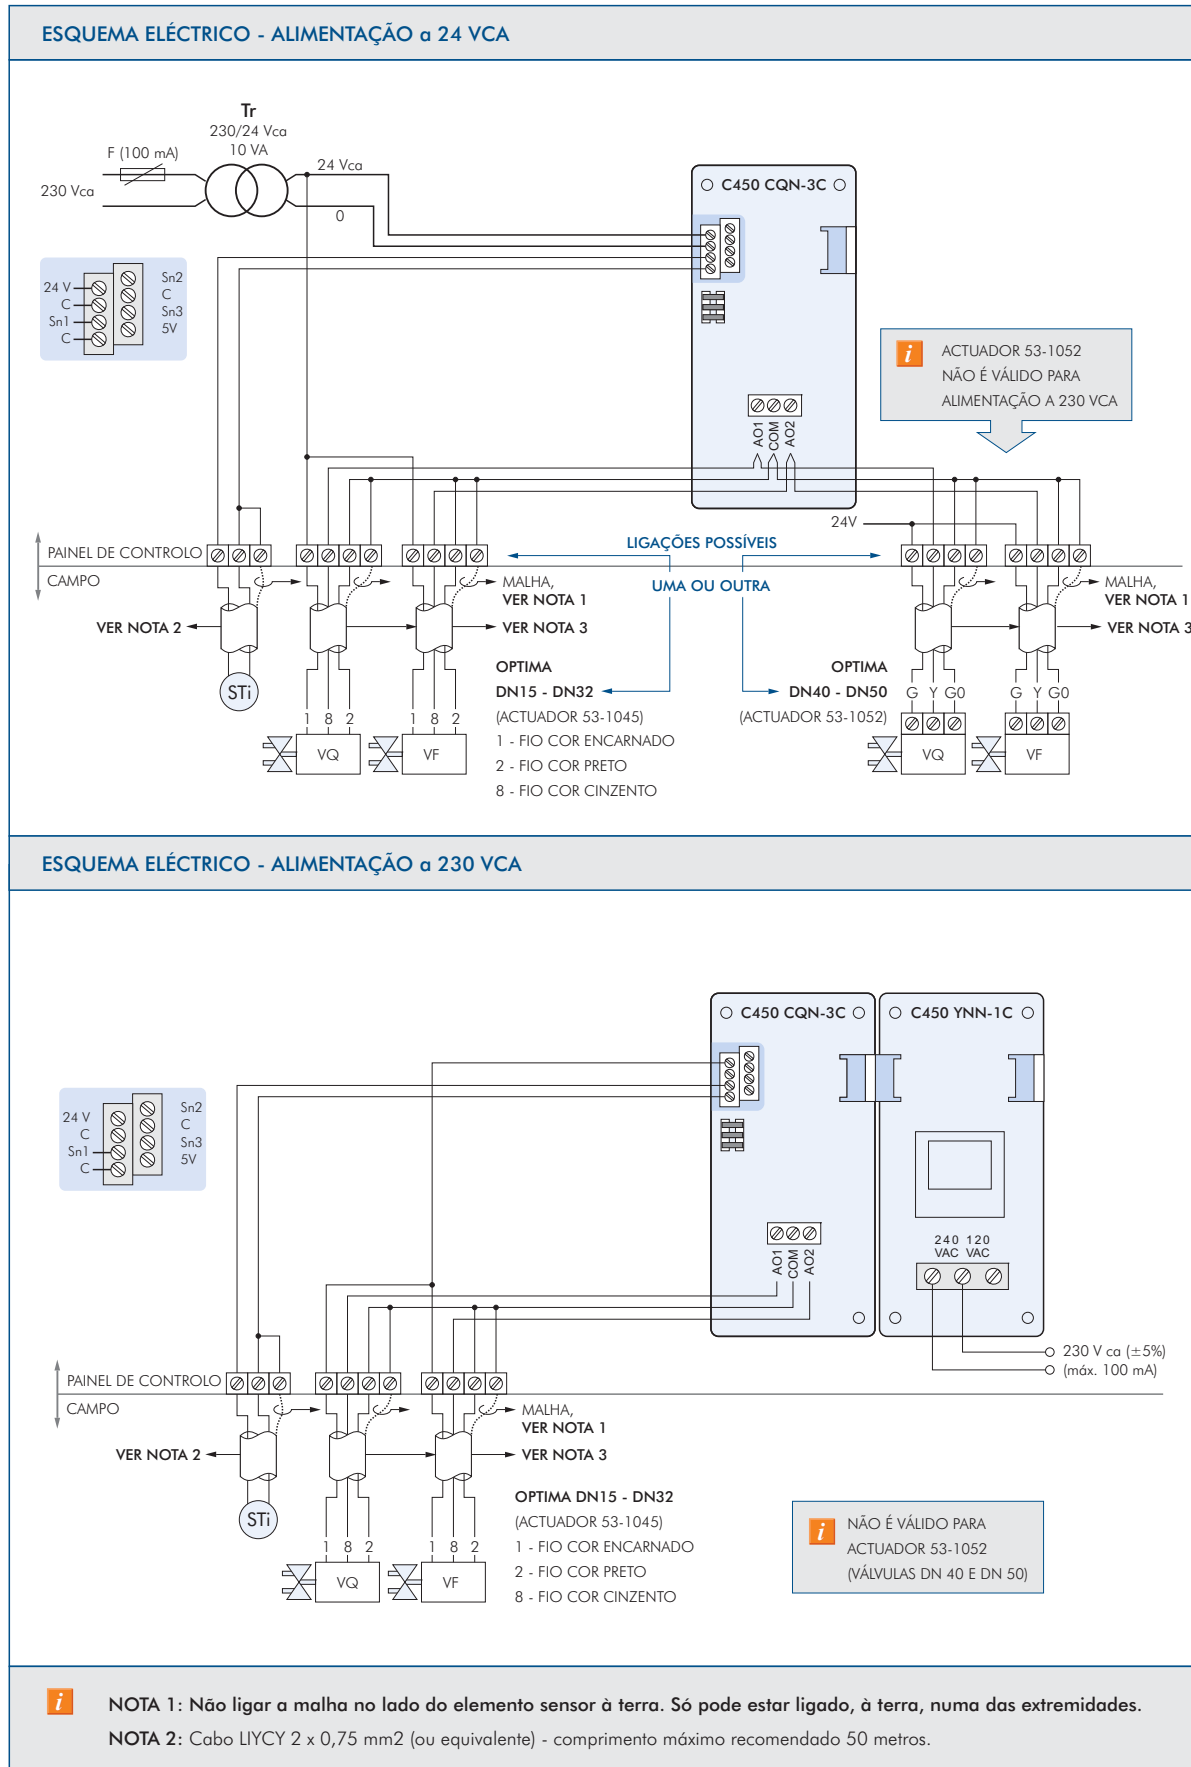 ESQUEMA ELÉCTRICO - ALIMENTAÇÃO a 24 VCA
Tr
230/24 Vca
10 VA
F (100 mA)
24 Vca
230 Vca
0
C450 CQN-3C
24 V
C
Sn1
C
Sn2
C
Sn3
5V
i
ACTUADOR 53-1052
NÃO É VÁLIDO PARA
ALIMENTAÇÃO A 230 VCA
AO1
COM
AO2
24V
PAINEL DE CONTROLO
CAMPO
LIGAÇÕES POSSÍVEIS
UMA OU OUTRA
MALHA,
VER NOTA 1
MALHA,
VER NOTA 1
VER NOTA 2
VER NOTA 3
VER NOTA 3
STi
OPTIMA
DN15 - DN32
(ACTUADOR 53-1045)
1 - FIO COR ENCARNADO
2 - FIO COR PRETO
8 - FIO COR CINZENTO
OPTIMA
DN40 - DN50
(ACTUADOR 53-1052)
1 8 2
1 8 2
G Y G0
G Y G0
VQ
VF
VQ
VF
ESQUEMA ELÉCTRICO - ALIMENTAÇÃO a 230 VCA
C450 CQN-3C
C450 YNN-1C
24 V
C
Sn1
C
Sn2
C
Sn3
5V
AO1
COM
AO2
240 120
VAC VAC
230 V ca (±5%)
(máx. 100 mA)
PAINEL DE CONTROLO
CAMPO
MALHA,
VER NOTA 1
VER NOTA 2
VER NOTA 3
STi
OPTIMA DN15 - DN32
(ACTUADOR 53-1045)
1 - FIO COR ENCARNADO
2 - FIO COR PRETO
8 - FIO COR CINZENTO
1 8 2
1 8 2
VQ
VF
i
NÃO É VÁLIDO PARA
ACTUADOR 53-1052
(VÁLVULAS DN 40 E DN 50)
i
NOTA 1: Não ligar a malha no lado do elemento sensor à terra. Só pode estar ligado, à terra, numa das extremidades.
NOTA 2: Cabo LIYCY 2 x 0,75 mm2 (ou equivalente) - comprimento máximo recomendado 50 metros.